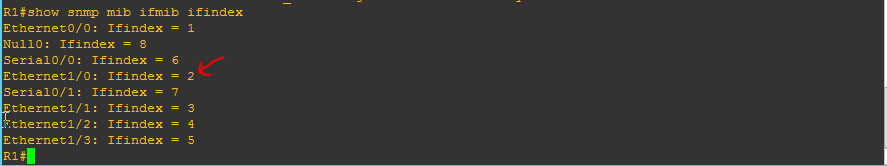 R1#show snmp mib ifmib ifindex
Ethernet0/0: Ifindex = 1
Null0: Ifindex = 8
Serial0/0: Ifindex = 6
Ethernet1/0: Ifindex = 2
Serial0/1: Ifindex = 7
Ethernet1/1: Ifindex = 3
Ethernet1/2: Ifindex = 4
Ethernet1/3: Ifindex = 5
R1#